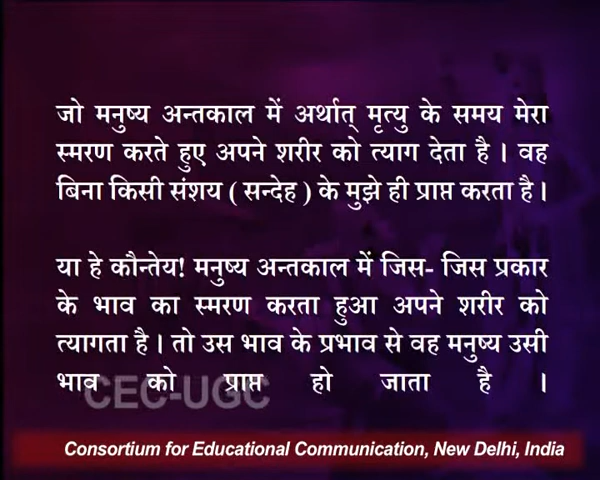 जो मनुष्य अन्तकाल में अर्थात् मृत्यु के समय मेरा
स्मरण करते हुए अपने शरीर को त्याग देता है । वह
बिना किसी संशय ( सन्देह ) के मुझे ही प्राप्त करता है ।
या हे कौन्तेय! मनुष्य अन्तकाल में जिस- जिस प्रकार
के भाव का स्मरण करता हुआ अपने शरीर को
त्यागता है । तो उस भाव के प्रभाव से वह मनुष्य उसी
भाव को प्राप्त हो जाता है ।
CEC-UGC
Consortium for Educational Communication, New Delhi, India